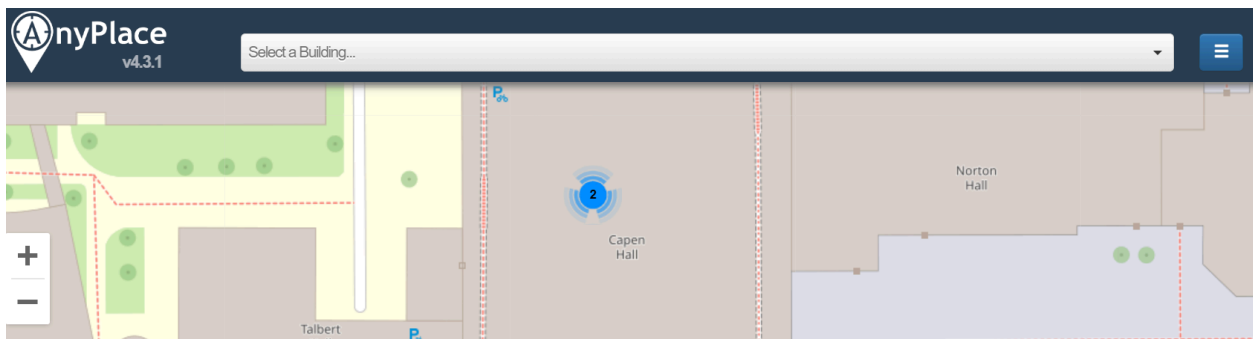 AnyPlace
v4.3.1
Select a Building...
P
2
Norton
Hall
Capen
Hall
+
−
Talbert
P